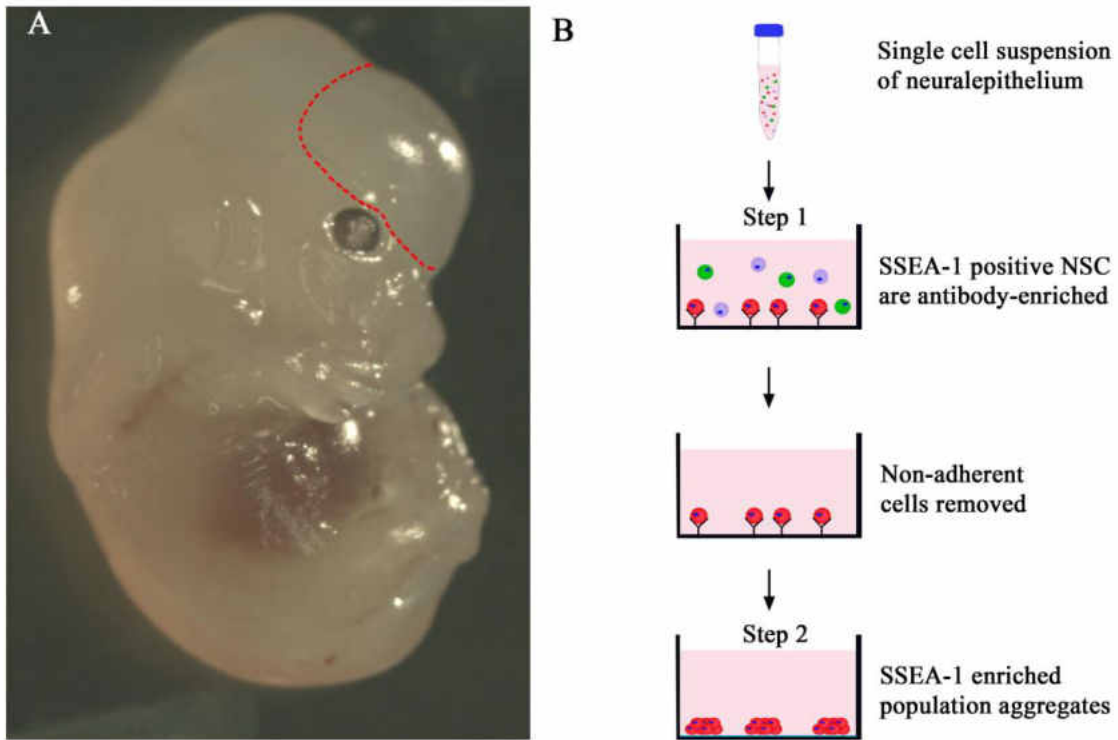 A
B
Single cell suspension
of neuralepithelium
Step 1
SSEA-1 positive NSC
are antibody-enriched
Non-adherent
cells removed
Step 2
SSEA-1 enriched
population aggregates